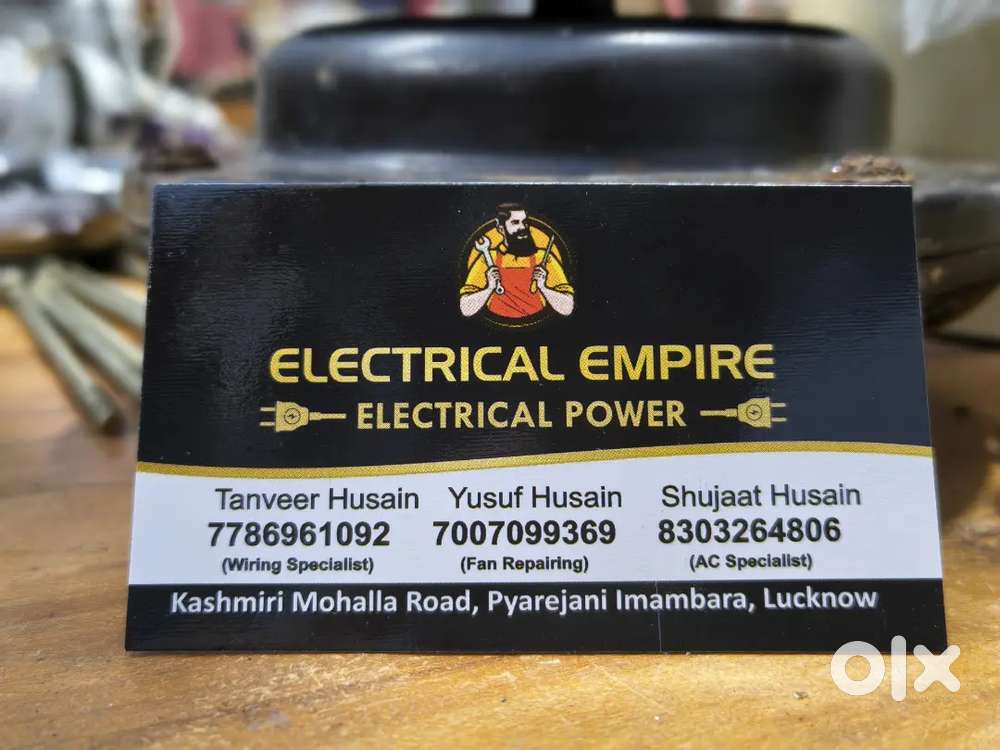 ELECTRICAL EMPIRE
ELECTRICAL POWER
Tanveer Husain Yusuf Husain Shujaat Husain
7786961092 7007099369 8303264806
(Wiring Specialist) (Fan Repairing) (AC Specialist)
Kashmiri Mohalla Road, Pyarejani Imambara, Lucknow
olx